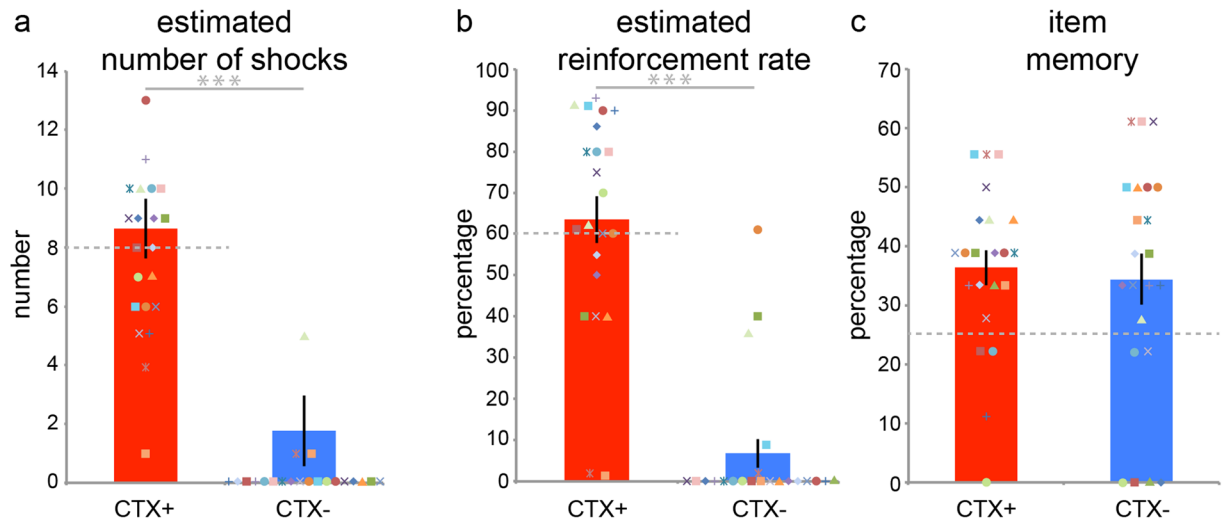 a
estimated
number of shocks
***
number
14
12
10
8
6
4
2
0
CTX+ CTX-
b
estimated
reinforcement rate
***
percentage
100
90
80
70
60
50
40
30
20
10
0
CTX+ CTX-
c
item
memory
percentage
70
60
50
40
30
20
10
0
CTX+ CTX-